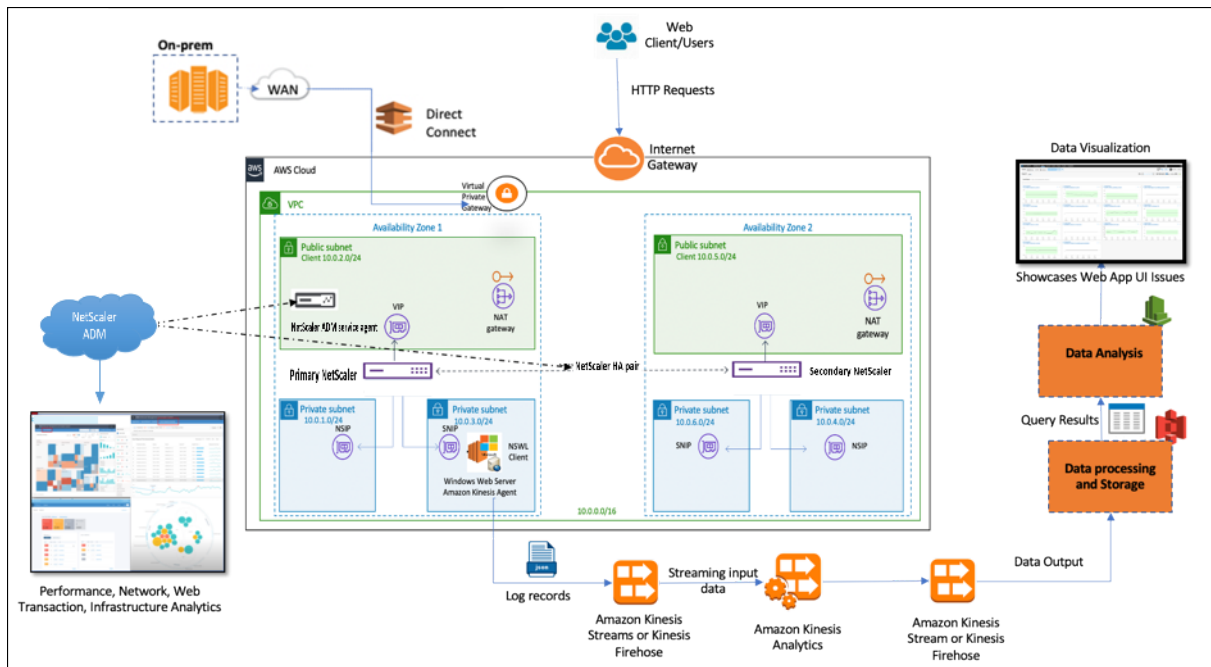 On-prem
WAN
Direct
Connect
Web
Client/Users
HTTP Requests
Internet
Gateway
aws
AWS Cloud
Virtual
Private
Gateway
VPC
Availability Zone 1
Public subnet
Client 10.0.2.0/24
NetScaler ADM service agent
VIP
NAT
gateway
Primary NetScaler
NetScaler HA pair
Private subnet
10.0.1.0/24
NSIP
Private subnet
10.0.3.0/24
SNIP
NSWL
Client
Windows Web Server
Amazon Kinesis Agent
Availability Zone 2
Public subnet
Client 10.0.5.0/24
VIP
NAT
gateway
Secondary NetScaler
Private subnet
10.0.6.0/24
SNIP
Private subnet
10.0.4.0/24
NSIP
10.0.0.0/16
NetScaler
ADM
Performance, Network, Web
Transaction, Infrastructure Analytics
json
Log records
Amazon Kinesis
Streams or Kinesis
Firehose
Streaming input
data
Amazon Kinesis
Analytics
Amazon Kinesis
Stream or Kinesis
Firehose
Data Output
Data processing
and Storage
Query Results
Data Analysis
Showcases Web App UI Issues
Data Visualization